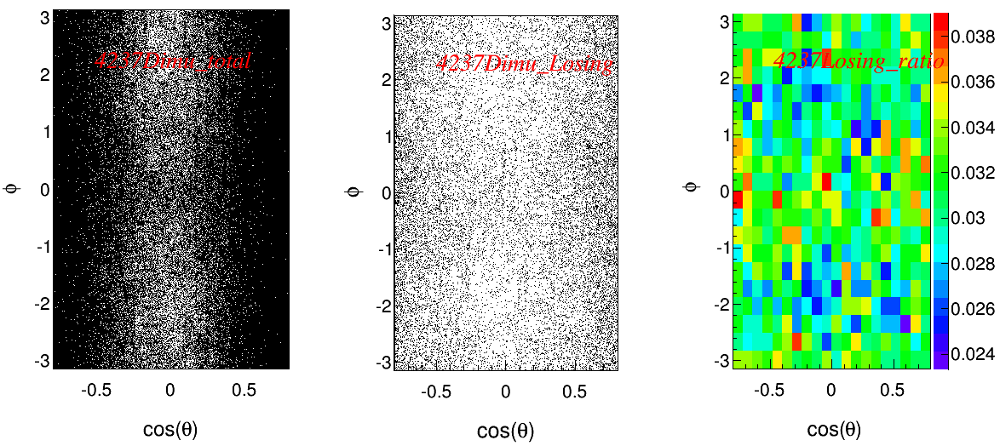 4237Dimu_total
3
2
1
0
-1
-2
-3
ϕ
-0.5 0 0.5
cos(θ)
4237Dimu_Losing
3
2
1
0
-1
-2
-3
ϕ
-0.5 0 0.5
cos(θ)
4237Losing_ratio
3
2
1
0
-1
-2
-3
ϕ
-0.5 0 0.5
cos(θ)
0.038
0.036
0.034
0.032
0.03
0.028
0.026
0.024